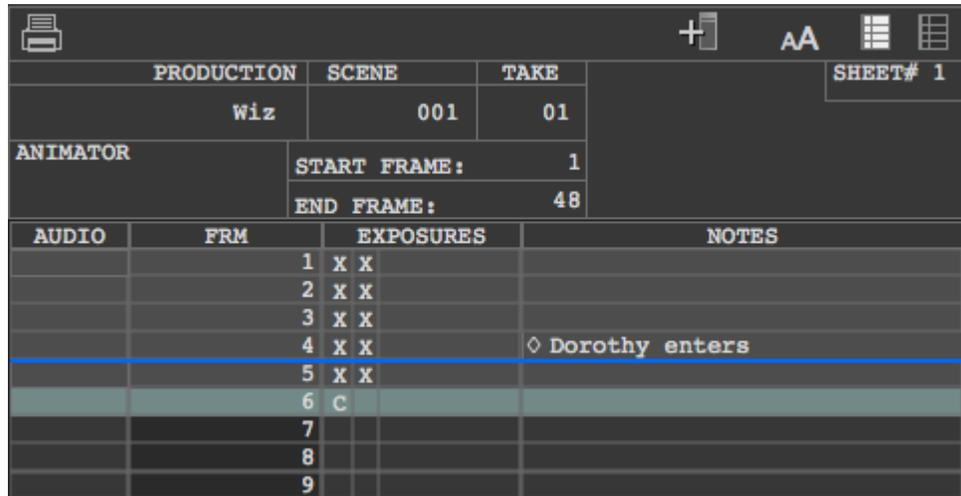 AA
PRODUCTION SCENE TAKE SHEET# 1
Wiz 001 01
ANIMATOR
START FRAME: 1
END FRAME: 48
AUDIO FRM EXPOSURES NOTES
1 X X
2 X X
3 X X
4 X X ◊ Dorothy enters
5 X X
6 C
7
8
9